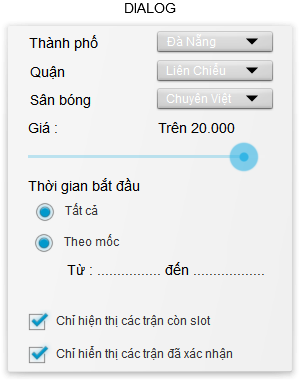 DIALOG
Thành phố Đà Nẵng
Quận Liên Chiểu
Sân bóng Chuyên Việt
Giá : Trên 20.000
Thời gian bắt đầu
Tất cả
Theo mốc
Từ : ................ đến ..................
Chỉ hiện thị các trận còn slot
Chỉ hiển thị các trận đã xác nhận